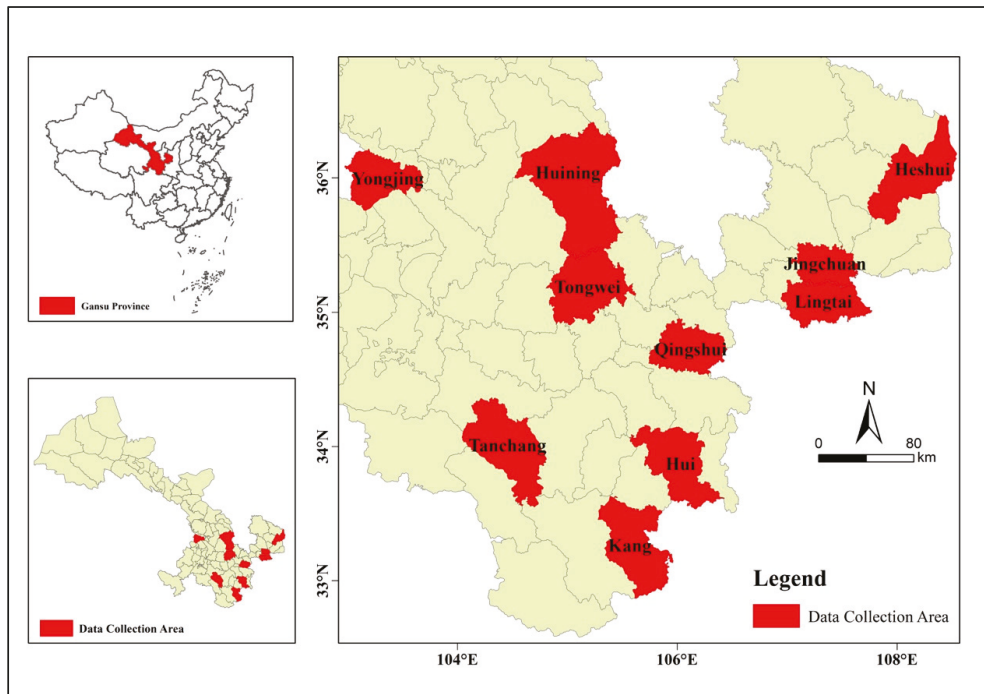 Gansu Province
Data Collection Area
36°N
35°N
34°N
33°N
Yongjing
Huining
Heshui
Tongwei
Jingchuan
Lingtai
Qingshui
Tanchang
Hui
Kang
N
0 80
km
Legend
Data Collection Area
104°E 106°E 108°E